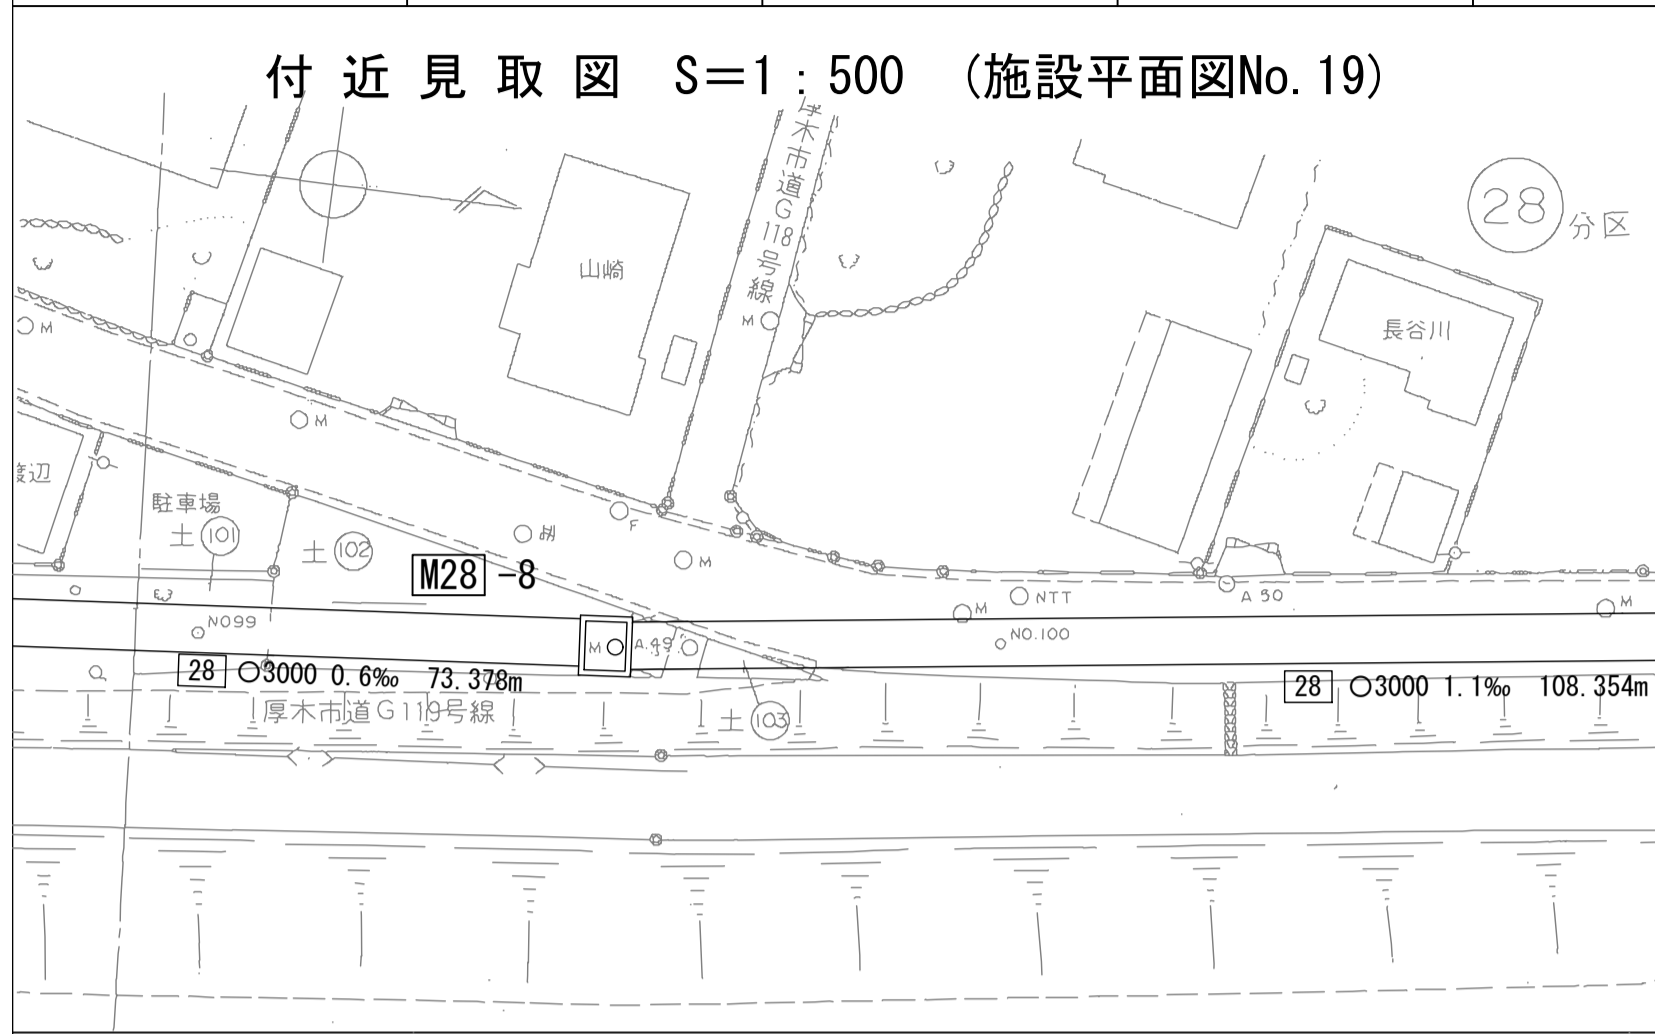 付近見取図 S=1:500 (施設平面図No.19)
厚木市道G118号線
28 分区
山崎
長谷川
M
M
M
駐車場
土 101
土 102
F
M
M28 -8
NTT
A 50
M
M
NO99
M
A.49
NO.100
28 ○3000 0.6‰ 73.378m
28 ○3000 1.1‰ 108.354m
厚木市道G119号線
土 103